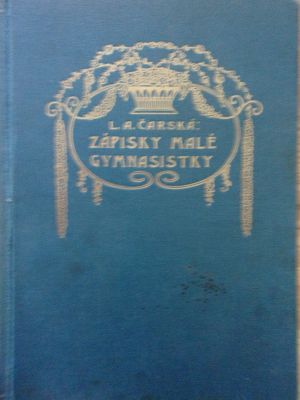 L. A. ČARSKÁ:
ZÁPISKY MALÉ
GYMNASISTKY